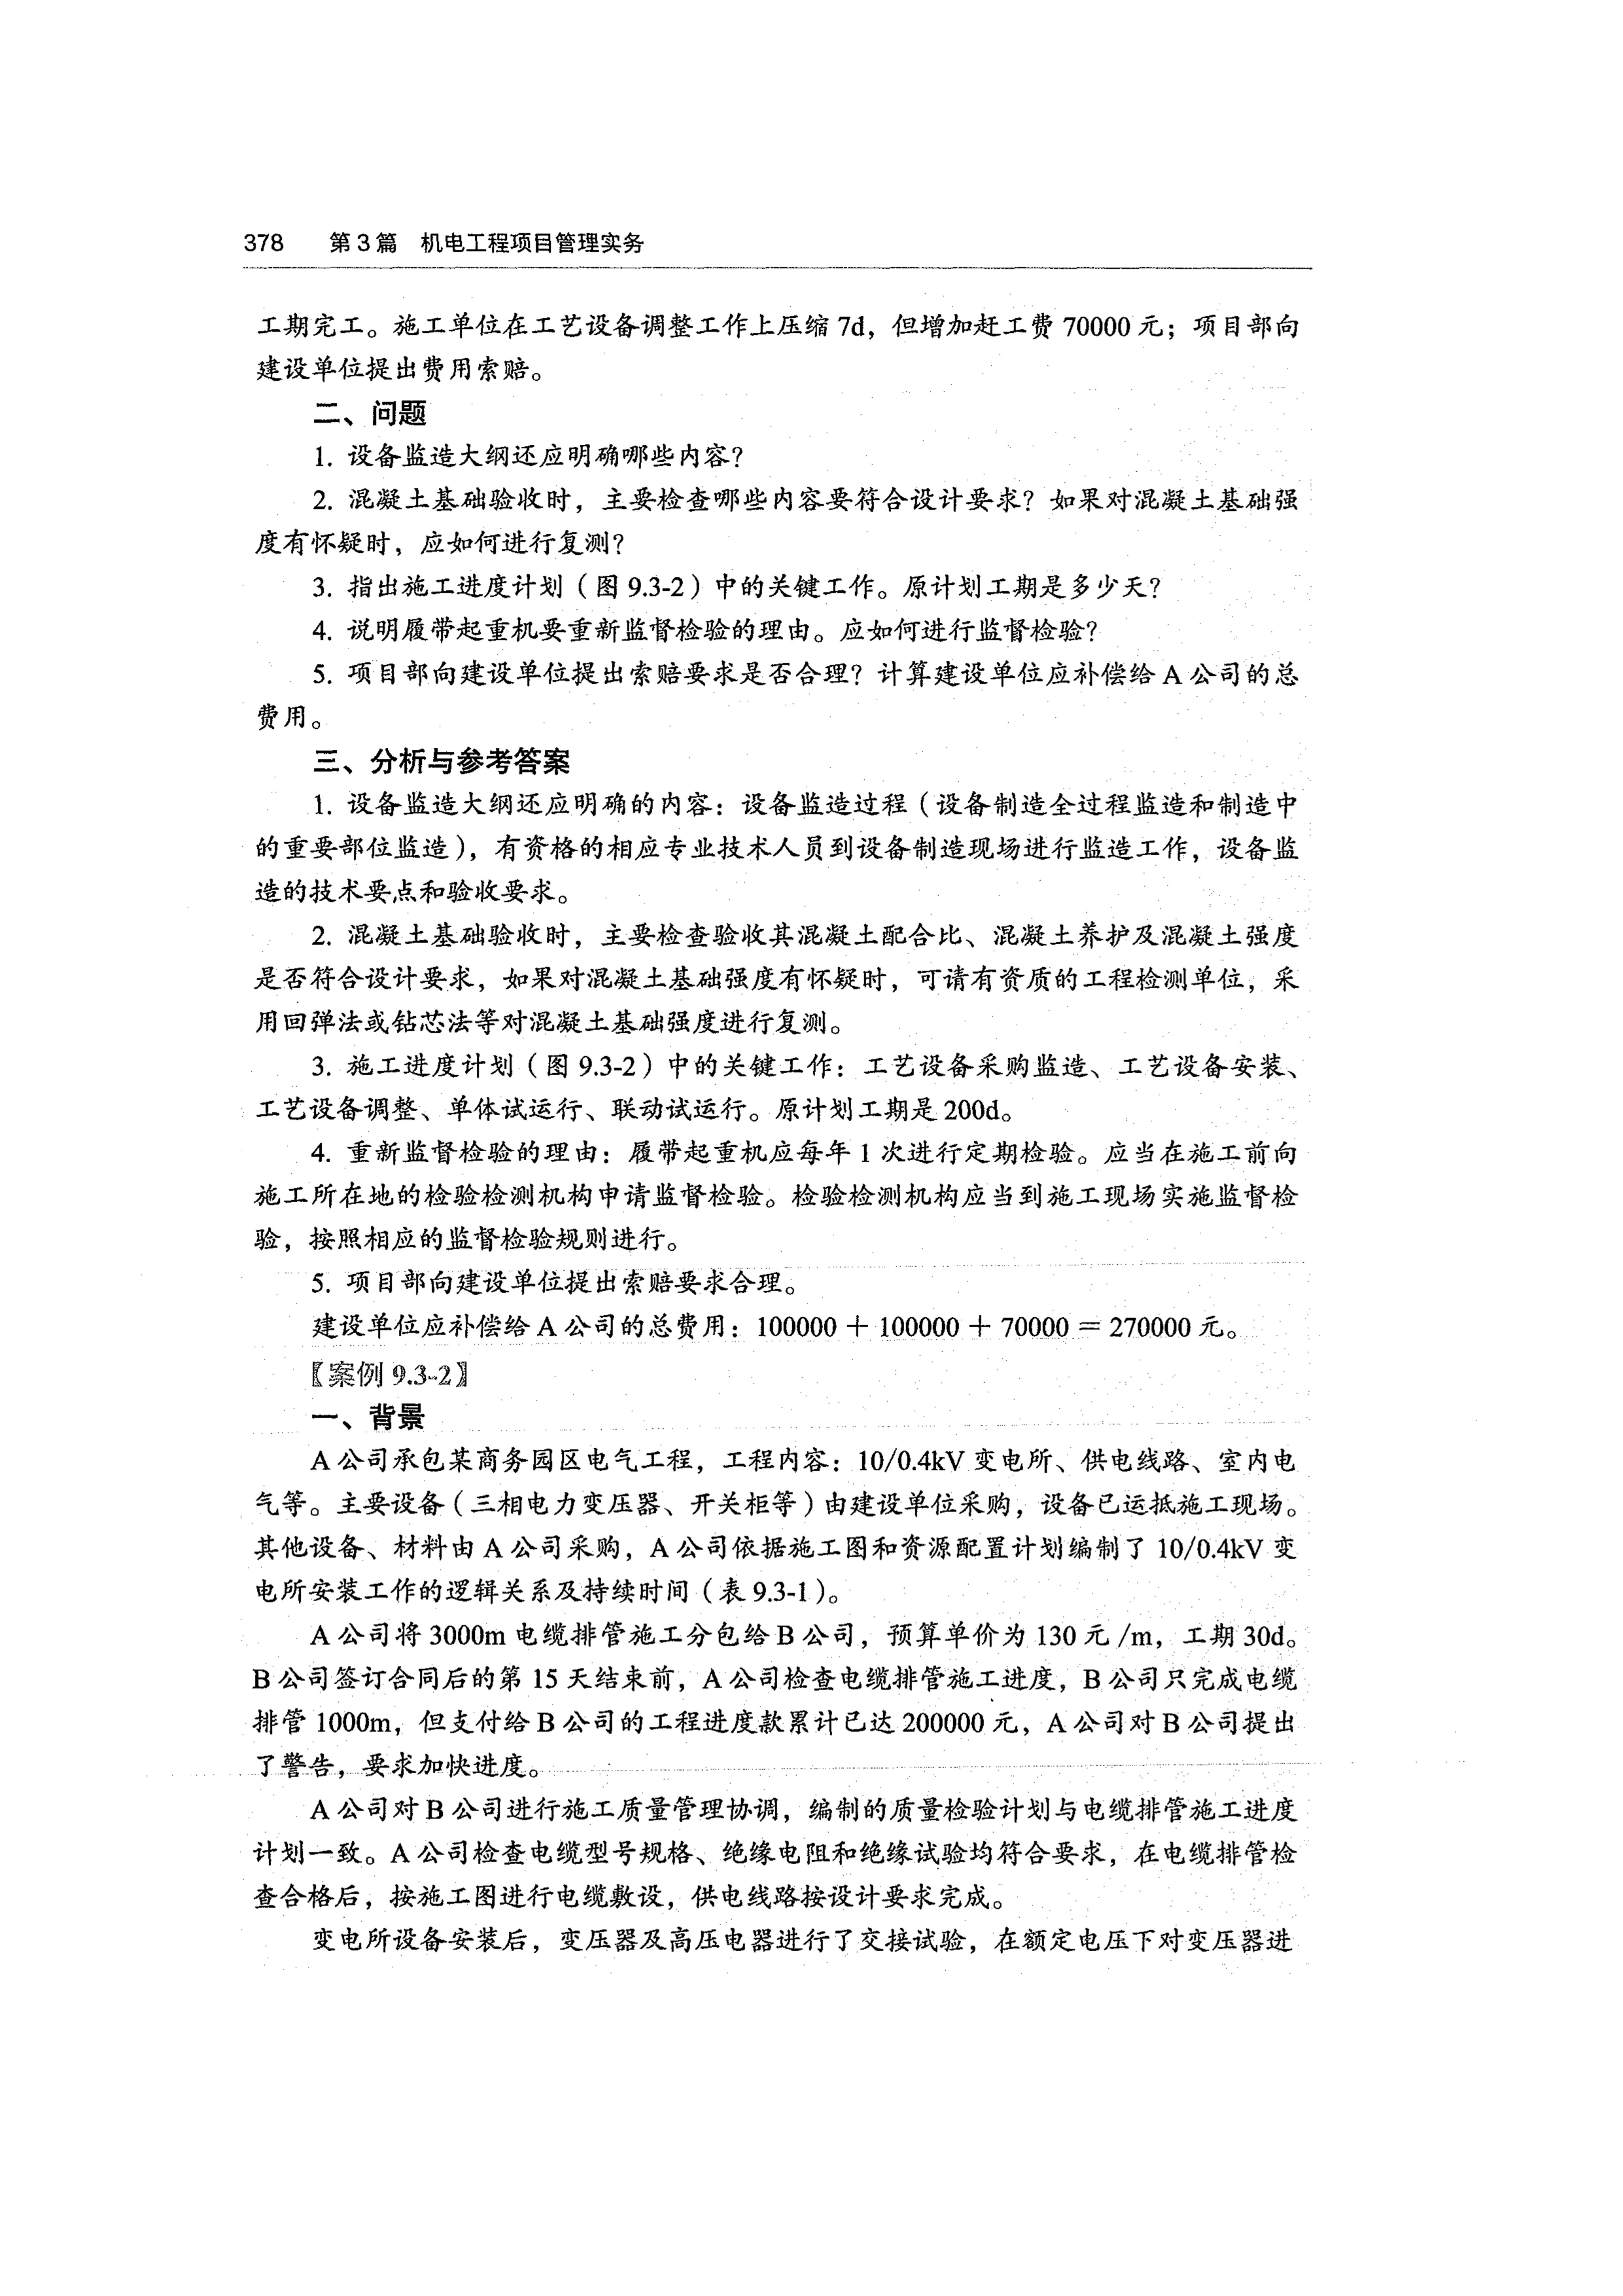 378 第3篇 机电工程项目管理实务
工期完工。施工单位在工艺设备调整工作上压缩 7d，但增加赶工费 70000 元；项目部向
建设单位提出费用索赔。
二、问题
1. 设备监造大纲还应明确哪些内容？
2. 混凝土基础验收时，主要检查哪些内容要符合设计要求？如果对混凝土基础强
度有怀疑时，应如何进行复测？
3. 指出施工进度计划（图 9.3-2）中的关键工作。原计划工期是多少天？
4. 说明履带起重机要重新监督检验的理由。应如何进行监督检验？
5. 项目部向建设单位提出索赔要求是否合理？计算建设单位应补偿给 A 公司的总
费用。
三、分析与参考答案
1. 设备监造大纲还应明确的内容：设备监造过程（设备制造全过程监造和制造中
的重要部位监造），有资格的相应专业技术人员到设备制造现场进行监造工作，设备监
造的技术要点和验收要求。
2. 混凝土基础验收时，主要检查验收其混凝土配合比、混凝土养护及混凝土强度
是否符合设计要求，如果对混凝土基础强度有怀疑时，可请有资质的工程检测单位，采
用回弹法或钻芯法等对混凝土基础强度进行复测。
3. 施工进度计划（图 9.3-2）中的关键工作：工艺设备采购监造、工艺设备安装、
工艺设备调整、单体试运行、联动试运行。原计划工期是 200d。
4. 重新监督检验的理由：履带起重机应每年 1 次进行定期检验。应当在施工前向
施工所在地的检验检测机构申请监督检验。检验检测机构应当到施工现场实施监督检
验，按照相应的监督检验规则进行。
5. 项目部向建设单位提出索赔要求合理。
建设单位应补偿给 A 公司的总费用：100000 + 100000 + 70000 = 270000 元。
【案例 9.3-2】
一、背景
A 公司承包某商务园区电气工程，工程内容：10/0.4kV 变电所、供电线路、室内电
气等。主要设备（三相电力变压器、开关柜等）由建设单位采购，设备已运抵施工现场。
其他设备、材料由 A 公司采购，A 公司依据施工图和资源配置计划编制了 10/0.4kV 变
电所安装工作的逻辑关系及持续时间（表 9.3-1）。
A 公司将 3000m 电缆排管施工分包给 B 公司，预算单价为 130 元 /m，工期 30d。
B 公司签订合同后的第 15 天结束前，A 公司检查电缆排管施工进度，B 公司只完成电缆
排管 1000m，但支付给 B 公司的工程进度款累计已达 200000 元，A 公司对 B 公司提出
了警告，要求加快进度。
A 公司对 B 公司进行施工质量管理协调，编制的质量检验计划与电缆排管施工进度
计划一致。A 公司检查电缆型号规格、绝缘电阻和绝缘试验均符合要求，在电缆排管检
查合格后，按施工图进行电缆敷设，供电线路按设计要求完成。
变电所设备安装后，变压器及高压电器进行了交接试验，在额定电压下对变压器进